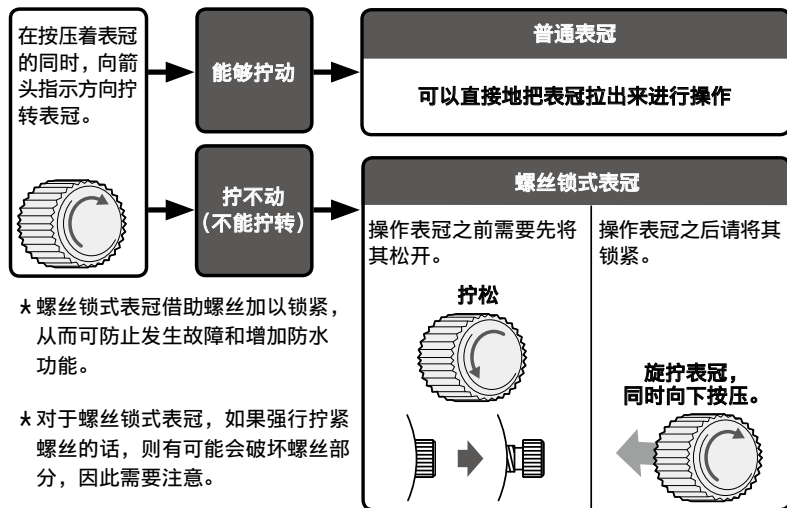 在按压着表冠
的同时，向箭
头指示方向拧
转表冠。
能够拧动
普通表冠
可以直接地把表冠拉出来进行操作
拧不动
（不能拧转）
螺丝锁式表冠
操作表冠之前需要先将
其松开。
拧松
操作表冠之后请将其
锁紧。
旋拧表冠，
同时向下按压。
* 螺丝锁式表冠借助螺丝加以锁紧，
从而可防止发生故障和增加防水
功能。
* 对于螺丝锁式表冠，如果强行拧紧
螺丝的话，则有可能会破坏螺丝部
分，因此需要注意。